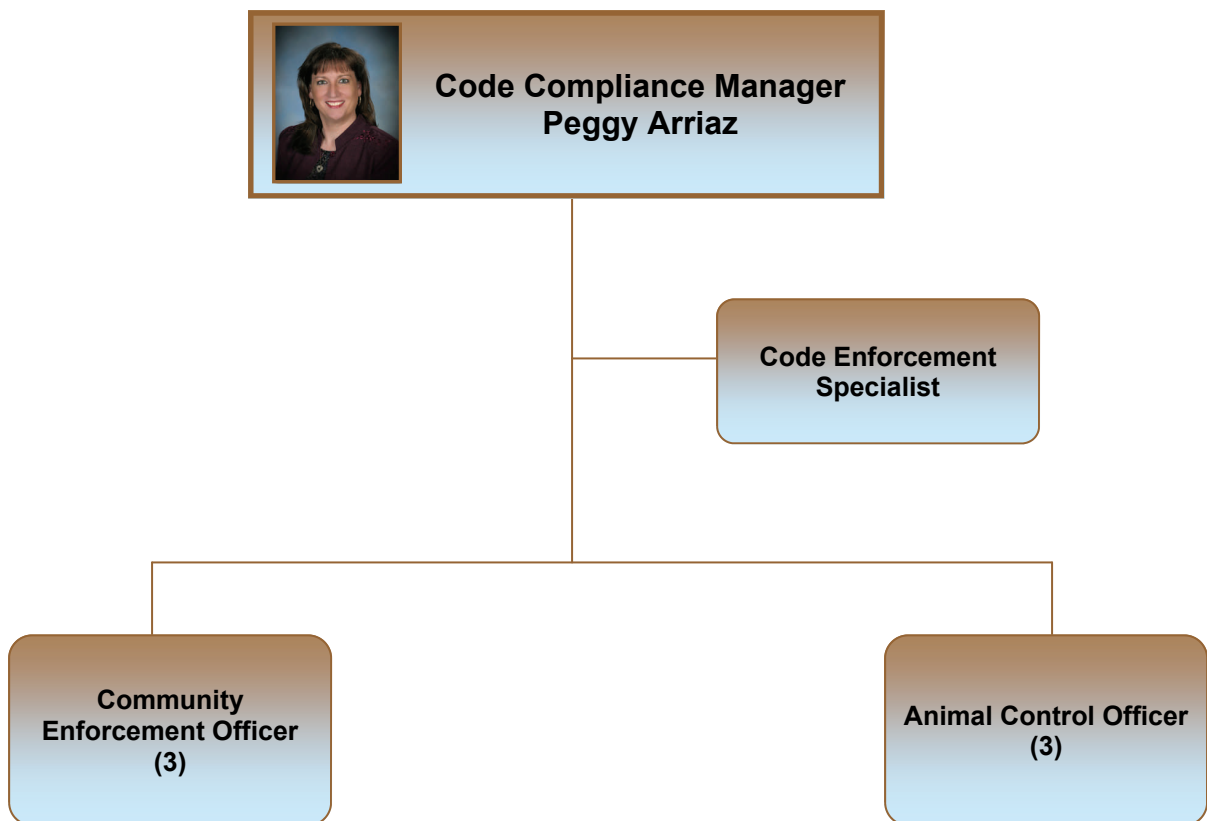 Code Compliance Manager
Peggy Arriaz
Code Enforcement
Specialist
Community
Enforcement Officer
(3)
Animal Control Officer
(3)